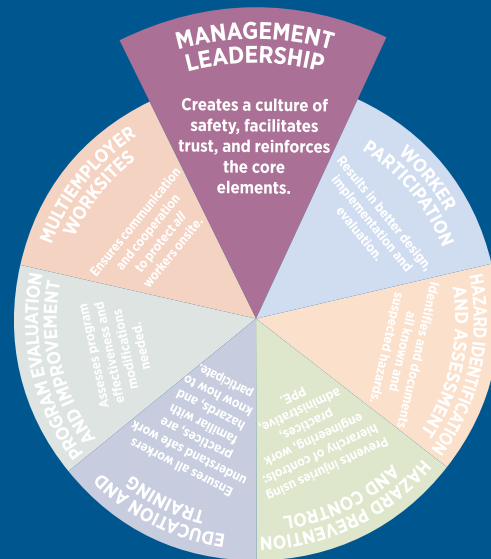 MANAGEMENT
LEADERSHIP
Creates a culture of
safety, facilitates
trust, and reinforces
the core
elements.
WORKER
PARTICIPATION
Results in better design,
implementation and
evaluation.
HAZARD IDENTIFICATION
AND ASSESSMENT
Identifies and documents
all known and
suspected hazards.
HAZARD PREVENTION
AND CONTROL
Prevents injuries using
hierarchy of controls:
engineering, work
practices,
administrative,
PPE.
EDUCATION AND
TRAINING
Ensures all workers
understand safe work
practices, are
familiar with
hazards, and
know how to
participate.
PROGRAM EVALUATION
AND IMPROVEMENT
Assesses program
effectiveness and
modifications
needed.
MULTIEMPLOYER
WORKSITES
Ensures communication
and cooperation
to protect all
workers onsite.